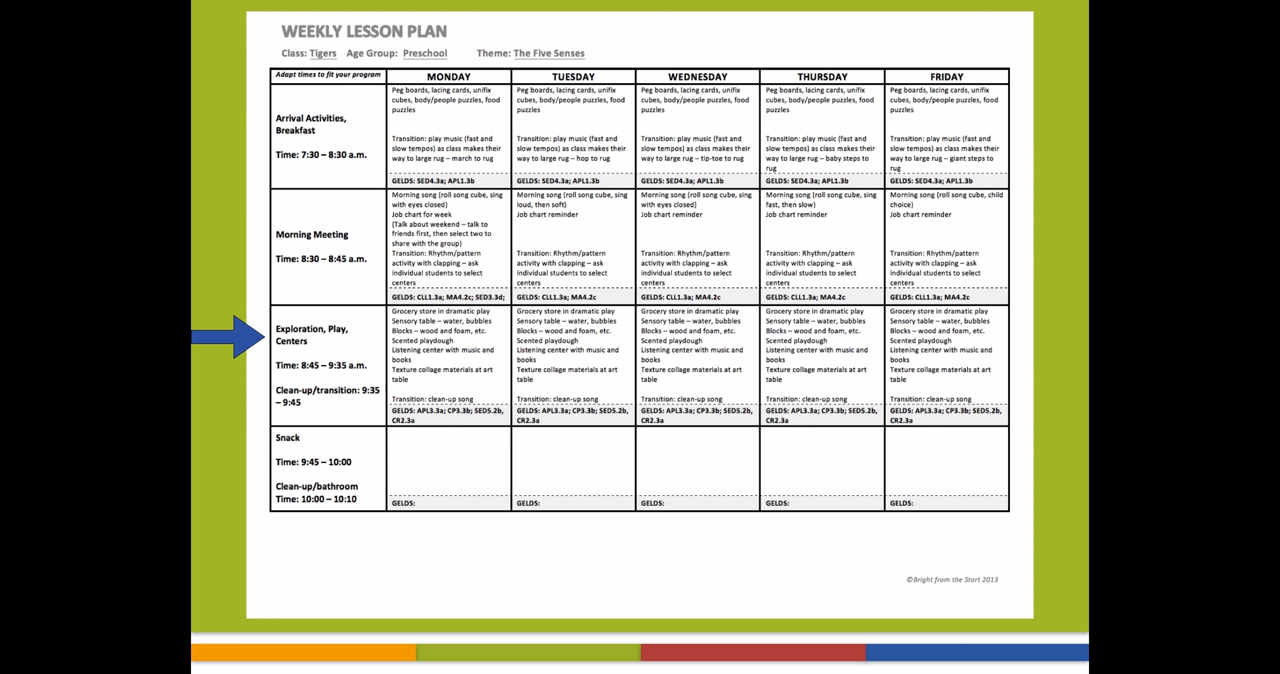 WEEKLY LESSON PLAN
Class: Tigers Age Group: Preschool Theme: The Five Senses
Adapt times to fit your program
MONDAY
TUESDAY
WEDNESDAY
THURSDAY
FRIDAY
Arrival Activities,
Breakfast
Time: 7:30 – 8:30 a.m.
Peg boards, lacing cards, unifix
cubes, body/people puzzles, food
puzzles
Transition: play music (fast and
slow tempos) as class makes their
way to large rug – march to rug
GELDS: SED4.3a; APL1.3b
Peg boards, lacing cards, unifix
cubes, body/people puzzles, food
puzzles
Transition: play music (fast and
slow tempos) as class makes their
way to large rug – hop to rug
GELDS: SED4.3a; APL1.3b
Peg boards, lacing cards, unifix
cubes, body/people puzzles, food
puzzles
Transition: play music (fast and
slow tempos) as class makes their
way to large rug – tip-toe to rug
GELDS: SED4.3a; APL1.3b
Peg boards, lacing cards, unifix
cubes, body/people puzzles, food
puzzles
Transition: play music (fast and
slow tempos) as class makes their
way to large rug – baby steps to
rug
GELDS: SED4.3a; APL1.3b
Peg boards, lacing cards, unifix
cubes, body/people puzzles, food
puzzles
Transition: play music (fast and
slow tempos) as class makes their
way to large rug – giant steps to
rug
GELDS: SED4.3a; APL1.3b
Morning Meeting
Time: 8:30 – 8:45 a.m.
Morning song (roll song cube, sing
with eyes closed)
Job chart for week
(Talk about weekend – talk to
friends first, then select two to
share with the group)
Transition: Rhythm/pattern
activity with clapping – ask
individual students to select
centers
GELDS: CLL1.3a; MA4.2c; SED3.3d;
Morning song (roll song cube, sing
loud, then soft)
Job chart reminder
Transition: Rhythm/pattern
activity with clapping – ask
individual students to select
centers
GELDS: CLL1.3a; MA4.2c
Morning song (roll song cube, sing
with eyes closed)
Job chart reminder
Transition: Rhythm/pattern
activity with clapping – ask
individual students to select
centers
GELDS: CLL1.3a; MA4.2c
Morning song (roll song cube, sing
fast, then slow)
Job chart reminder
Transition: Rhythm/pattern
activity with clapping – ask
individual students to select
centers
GELDS: CLL1.3a; MA4.2c
Morning song (roll song cube, child
choice)
Job chart reminder
Transition: Rhythm/pattern
activity with clapping – ask
individual students to select
centers
GELDS: CLL1.3a; MA4.2c
Exploration, Play,
Centers
Time: 8:45 – 9:35 a.m.
Clean-up/transition: 9:35
– 9:45
Grocery store in dramatic play
Sensory table – water, bubbles
Blocks – wood and foam, etc.
Scented playdough
Listening center with music and
books
Texture collage materials at art
table
Transition: clean-up song
GELDS: APL3.3a; CP3.3b; SED5.2b,
CR2.3a
Grocery store in dramatic play
Sensory table – water, bubbles
Blocks – wood and foam, etc.
Scented playdough
Listening center with music and
books
Texture collage materials at art
table
Transition: clean-up song
GELDS: APL3.3a; CP3.3b; SED5.2b,
CR2.3a
Grocery store in dramatic play
Sensory table – water, bubbles
Blocks – wood and foam, etc.
Scented playdough
Listening center with music and
books
Texture collage materials at art
table
Transition: clean-up song
GELDS: APL3.3a; CP3.3b; SED5.2b,
CR2.3a
Grocery store in dramatic play
Sensory table – water, bubbles
Blocks – wood and foam, etc.
Scented playdough
Listening center with music and
books
Texture collage materials at art
table
Transition: clean-up song
GELDS: APL3.3a; CP3.3b; SED5.2b,
CR2.3a
Grocery store in dramatic play
Sensory table – water, bubbles
Blocks – wood and foam, etc.
Scented playdough
Listening center with music and
books
Texture collage materials at art
table
Transition: clean-up song
GELDS: APL3.3a; CP3.3b; SED5.2b,
CR2.3a
Snack
Time: 9:45 – 10:00
Clean-up/bathroom
Time: 10:00 – 10:10
GELDS:
GELDS:
GELDS:
GELDS:
GELDS:
©Bright from the Start 2013